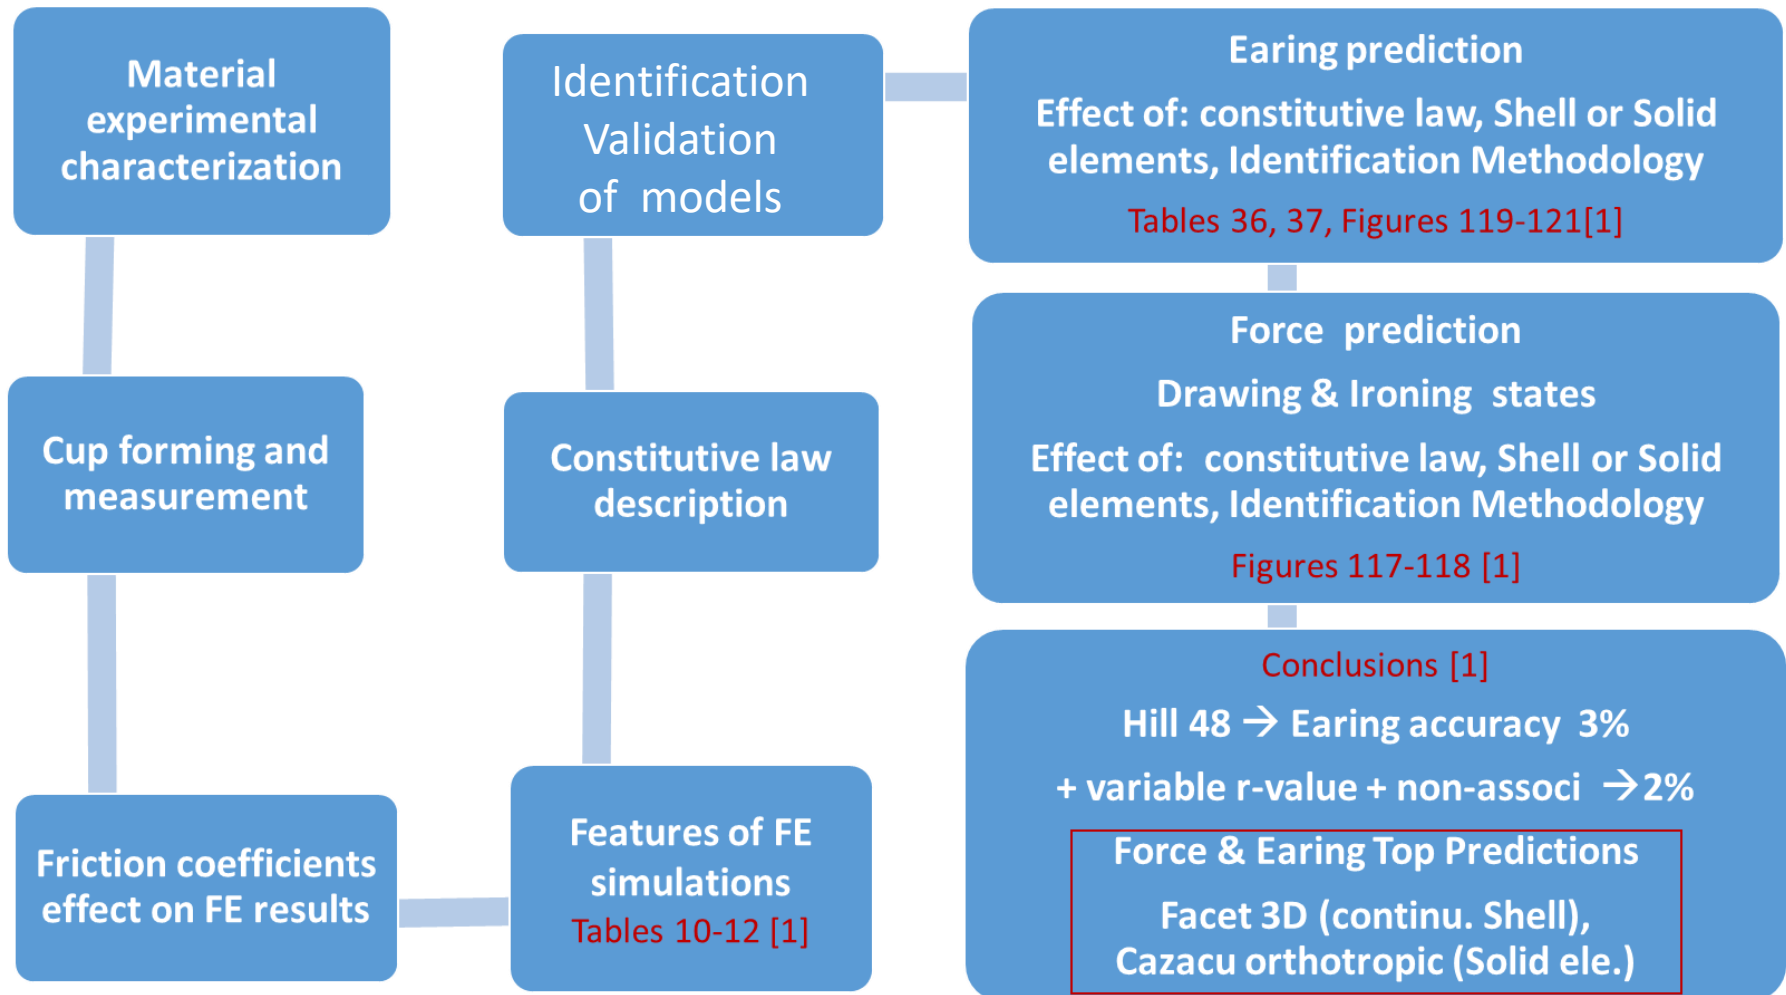 Material
experimental
characterization
Cup forming and
measurement
Friction coefficients
effect on FE results
Features of FE
simulations
Tables 10-12 [1]
Constitutive law
description
Identification
Validation
of models
Earing prediction
Effect of: constitutive law, Shell or Solid
elements, Identification Methodology
Tables 36, 37, Figures 119-121[1]
Force prediction
Drawing & Ironing states
Effect of: constitutive law, Shell or Solid
elements, Identification Methodology
Figures 117-118 [1]
Conclusions [1]
Hill 48 → Earing accuracy 3%
+ variable r-value + non-associ →2%
Force & Earing Top Predictions
Facet 3D (continu. Shell),
Cazacu orthotropic (Solid ele.)